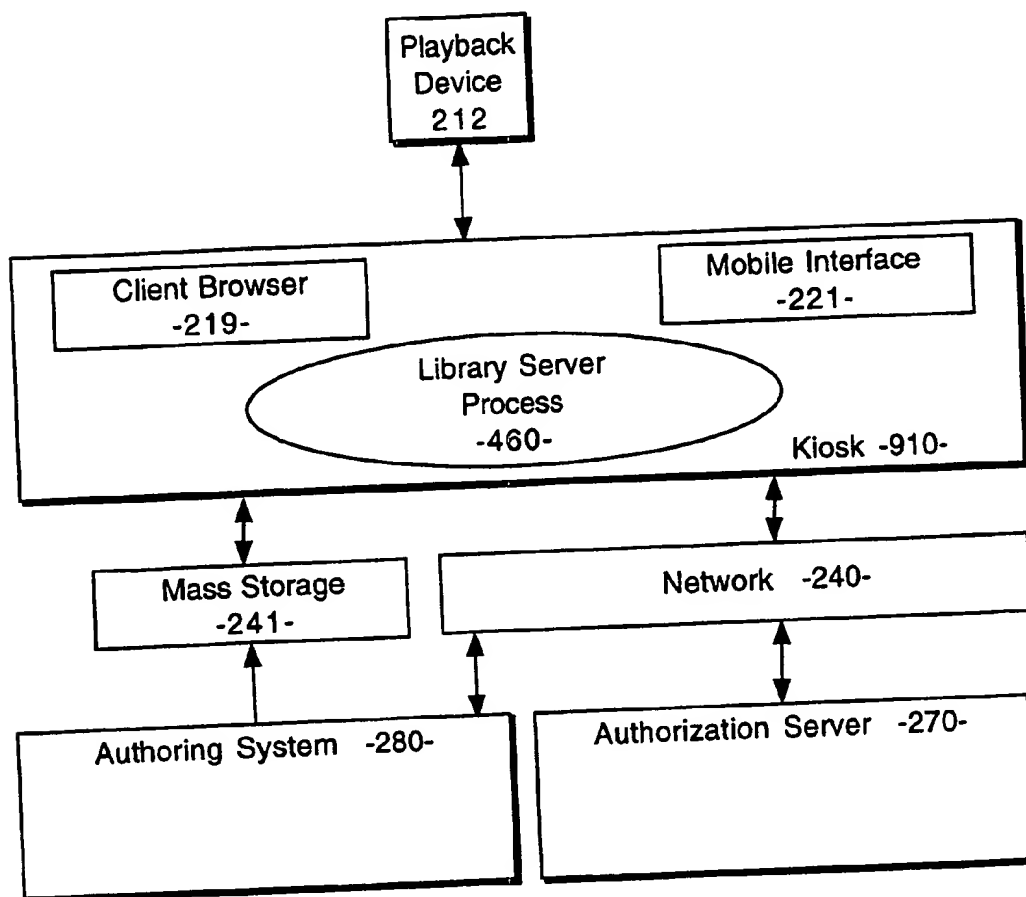 Playback
Device
212
Client Browser
-219-
Mobile Interface
-221-
Library Server
Process
-460-
Kiosk -910-
Mass Storage
-241-
Network -240-
Authoring System -280-
Authorization Server -270-